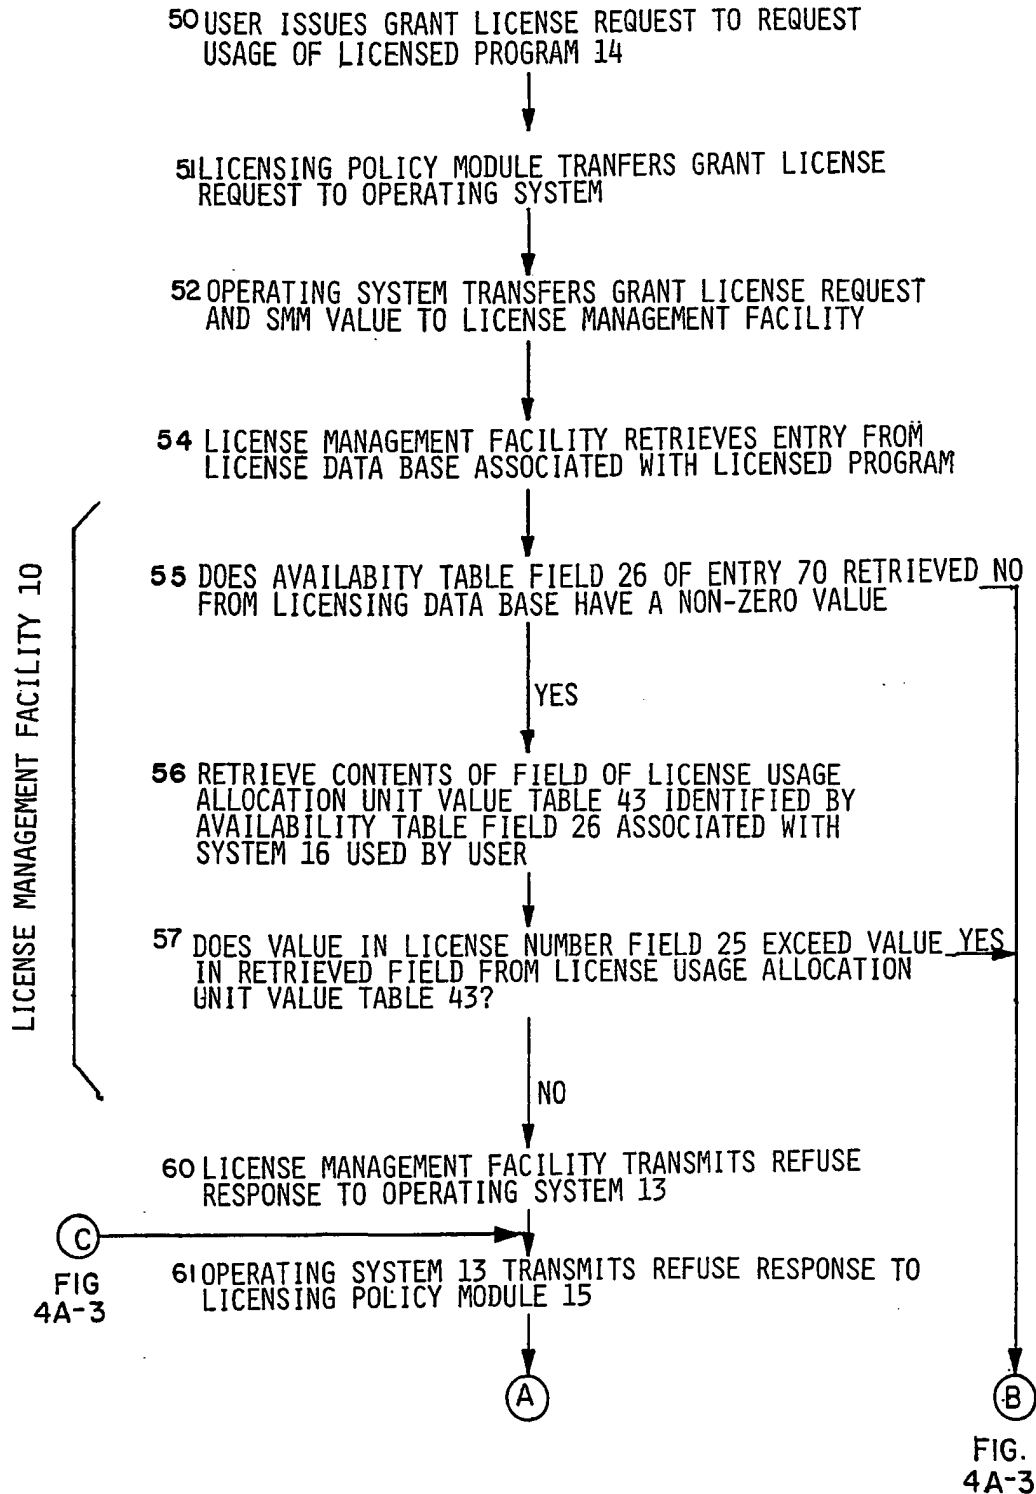 50 USER ISSUES GRANT LICENSE REQUEST TO REQUEST
USAGE OF LICENSED PROGRAM 14
51 LICENSING POLICY MODULE TRANFERS GRANT LICENSE
REQUEST TO OPERATING SYSTEM
52 OPERATING SYSTEM TRANSFERS GRANT LICENSE REQUEST
AND SMM VALUE TO LICENSE MANAGEMENT FACILITY
54 LICENSE MANAGEMENT FACILITY RETRIEVES ENTRY FROM
LICENSE DATA BASE ASSOCIATED WITH LICENSED PROGRAM
LICENSE MANAGEMENT FACILITY 10
55 DOES AVAILABITY TABLE FIELD 26 OF ENTRY 70 RETRIEVED NO
FROM LICENSING DATA BASE HAVE A NON-ZERO VALUE
YES
56 RETRIEVE CONTENTS OF FIELD OF LICENSE USAGE
ALLOCATION UNIT VALUE TABLE 43 IDENTIFIED BY
AVAILABILITY TABLE FIELD 26 ASSOCIATED WITH
SYSTEM 16 USED BY USER
57 DOES VALUE IN LICENSE NUMBER FIELD 25 EXCEED VALUE YES
IN RETRIEVED FIELD FROM LICENSE USAGE ALLOCATION
UNIT VALUE TABLE 43?
NO
60 LICENSE MANAGEMENT FACILITY TRANSMITS REFUSE
RESPONSE TO OPERATING SYSTEM 13
C
FIG
4A-3
61 OPERATING SYSTEM 13 TRANSMITS REFUSE RESPONSE TO
LICENSING POLICY MODULE 15
A
B
FIG.
4A-3